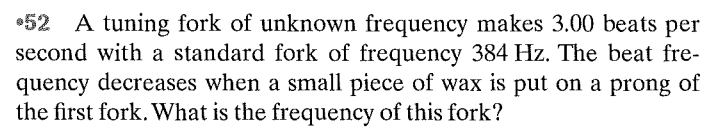 •52 A tuning fork of unknown frequency makes 3.00 beats per
second with a standard fork of frequency 384 Hz. The beat fre-
quency decreases when a small piece of wax is put on a prong of
the first fork. What is the frequency of this fork?